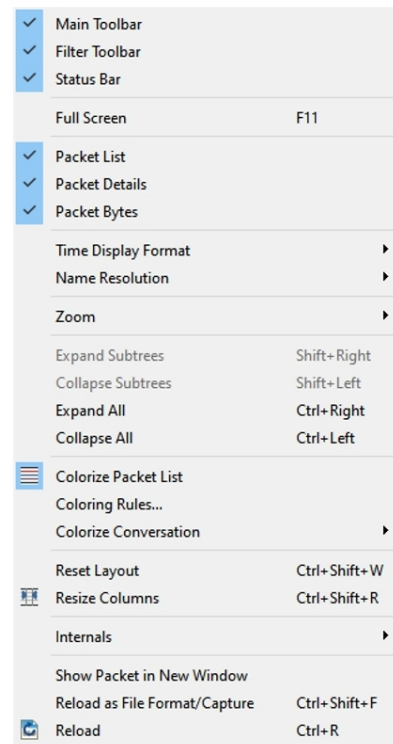 Main Toolbar
Filter Toolbar
Status Bar
Full Screen F11
Packet List
Packet Details
Packet Bytes
Time Display Format
Name Resolution
Zoom
Expand Subtrees Shift+Right
Collapse Subtrees Shift+Left
Expand All Ctrl+Right
Collapse All Ctrl+Left
Colorize Packet List
Coloring Rules...
Colorize Conversation
Reset Layout Ctrl+Shift+W
Resize Columns Ctrl+Shift+R
Internals
Show Packet in New Window
Reload as File Format/Capture Ctrl+Shift+F
Reload Ctrl+R